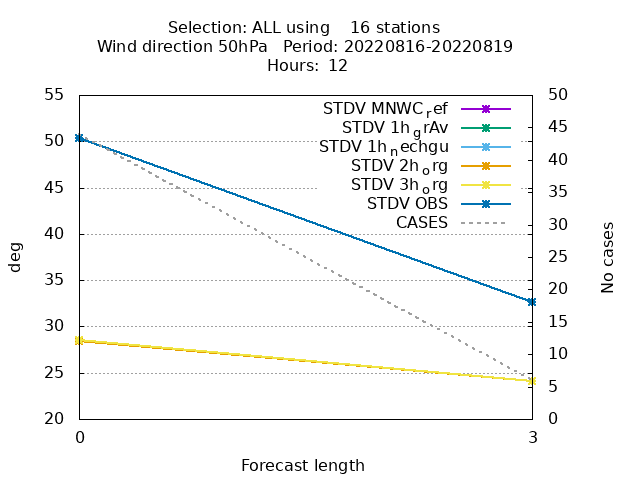 Selection: ALL using    16 stations
Wind direction 50hPa   Period: 20220816-20220819
Hours: 12
55
50
45
40
35
30
25
20
deg
50
45
40
35
30
25
20
15
10
5
0
No cases
STDV MNWC_ref
STDV 1h_grAv
STDV 1h_nechgu
STDV 2h_org
STDV 3h_org
STDV OBS
CASES
0
3
Forecast length